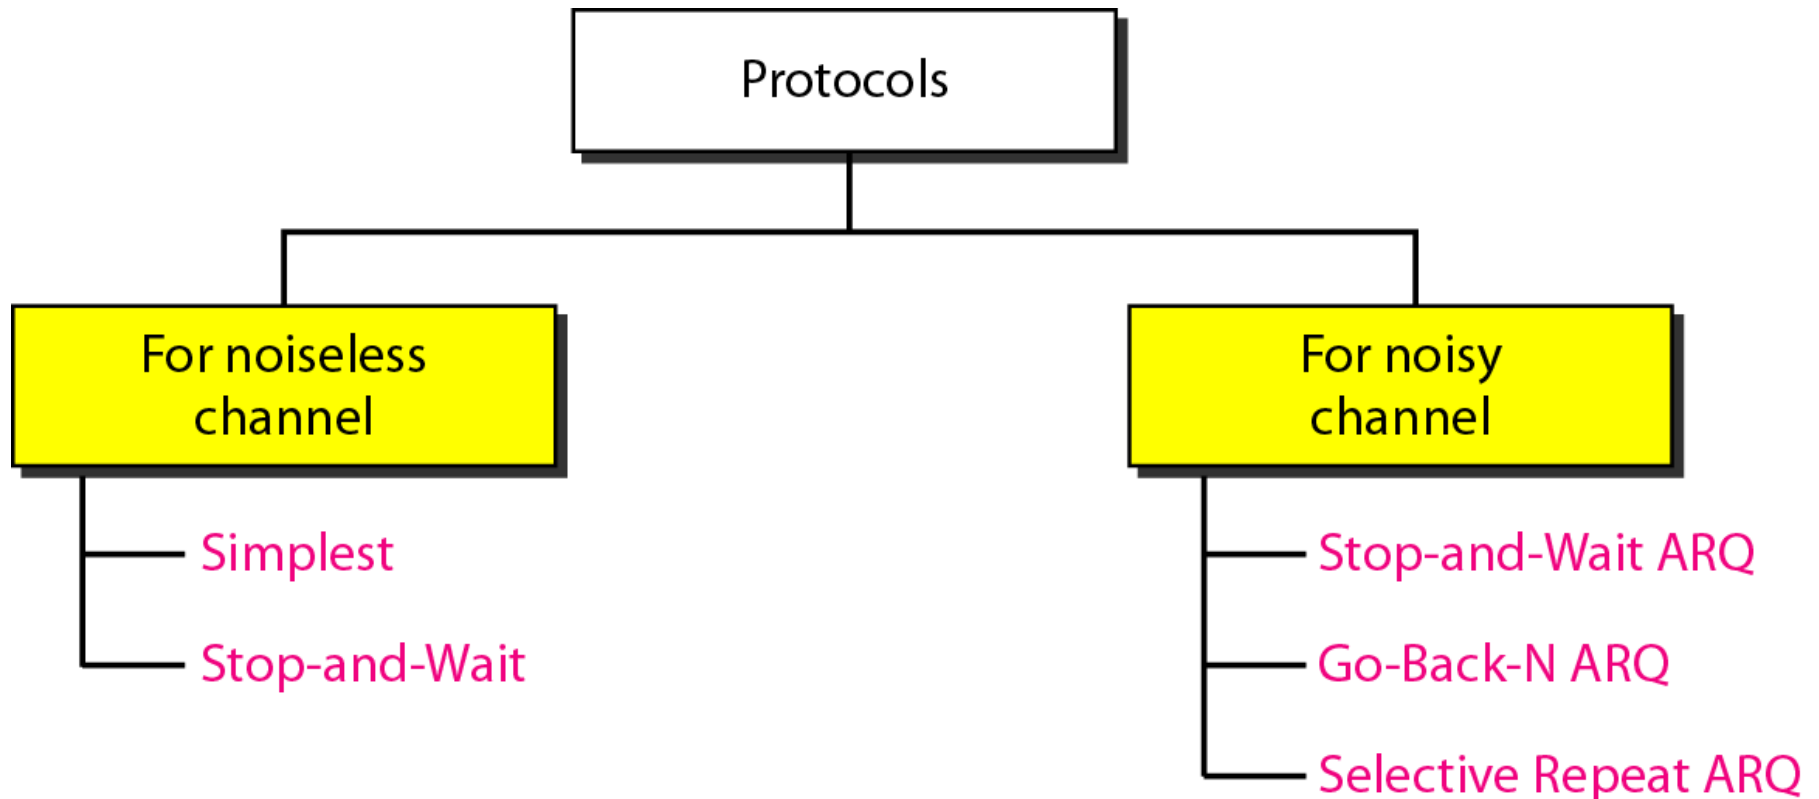 Protocols
For noiseless
channel
Simplest
Stop-and-Wait
For noisy
channel
Stop-and-Wait ARQ
Go-Back-N ARQ
Selective Repeat ARQ